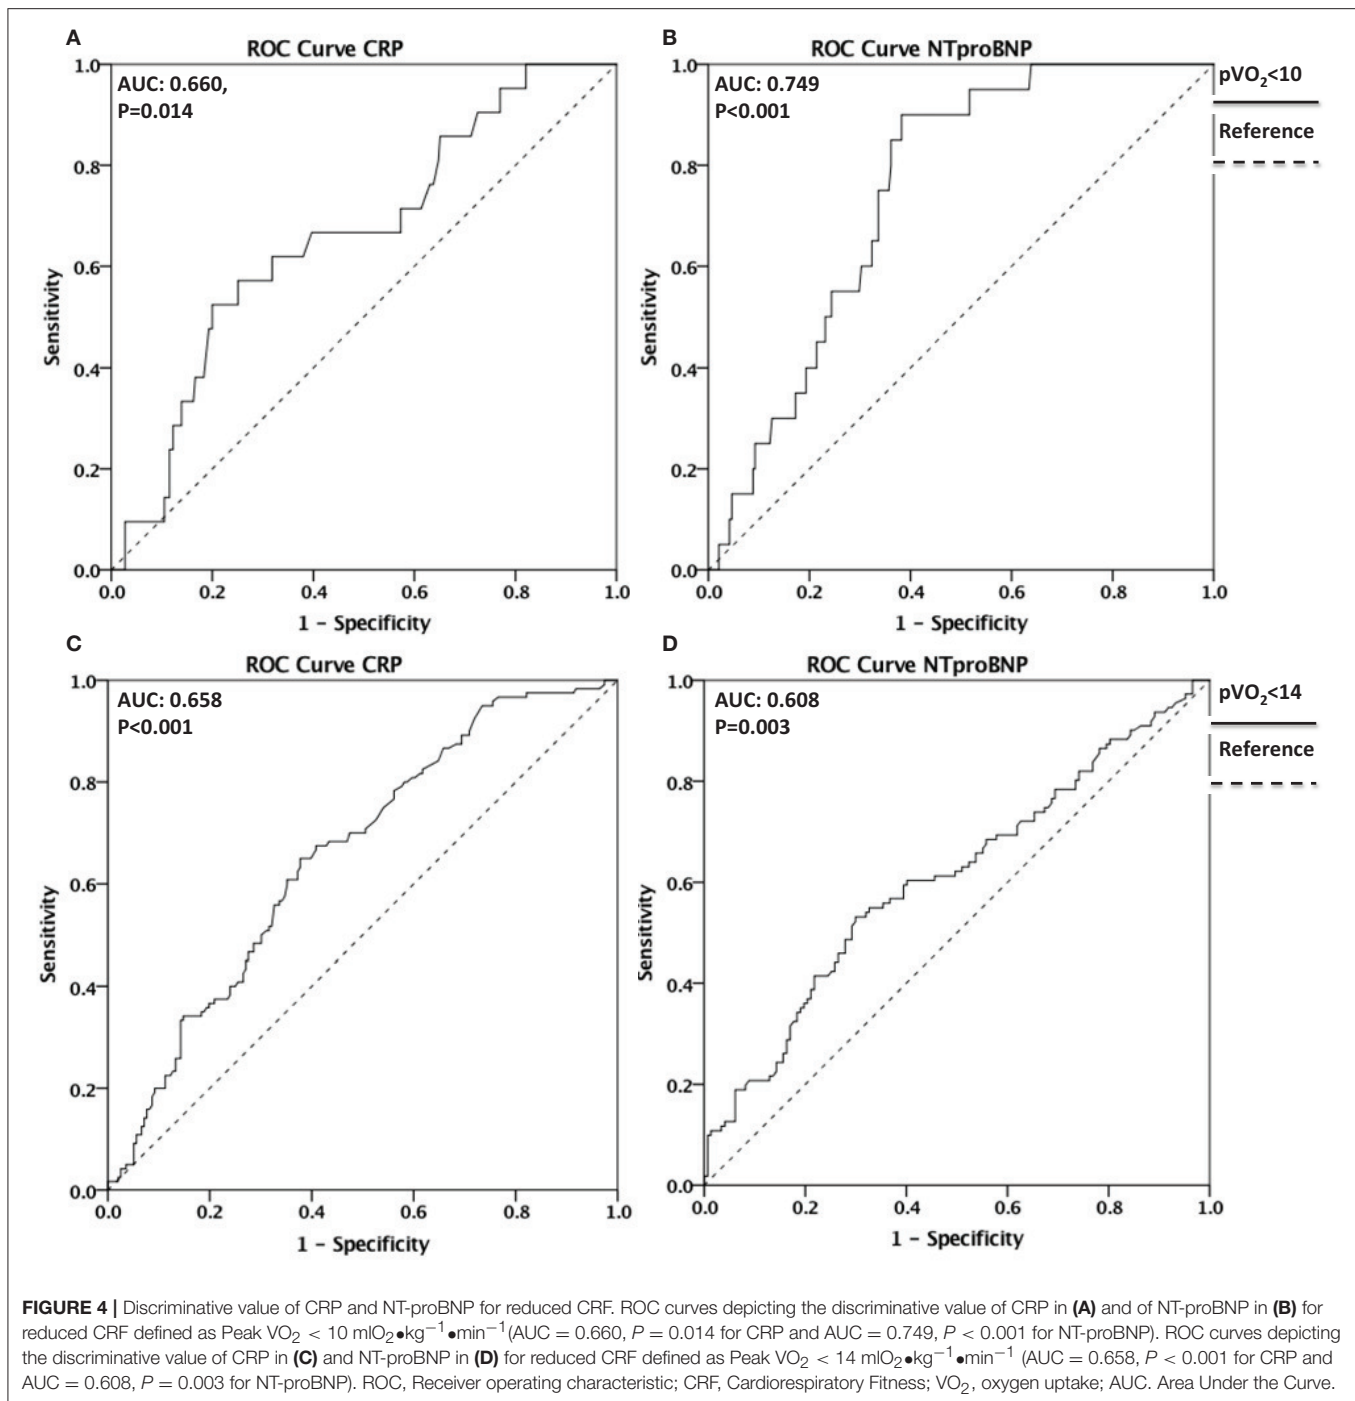 A
ROC Curve CRP
AUC: 0.660,
P=0.014
1.0
0.8
0.6
0.4
0.2
0.0
Sensitivity
0.0 0.2 0.4 0.6 0.8 1.0
1 – Specificity
B
ROC Curve NTproBNP
AUC: 0.749
P<0.001
1.0
0.8
0.6
0.4
0.2
0.0
Sensitivity
0.0 0.2 0.4 0.6 0.8 1.0
1 – Specificity
pVO₂<10
Reference
C
ROC Curve CRP
AUC: 0.658
P<0.001
1.0
0.8
0.6
0.4
0.2
0.0
Sensitivity
0.0 0.2 0.4 0.6 0.8 1.0
1 – Specificity
D
ROC Curve NTproBNP
AUC: 0.608
P=0.003
1.0
0.8
0.6
0.4
0.2
0.0
Sensitivity
0.0 0.2 0.4 0.6 0.8 1.0
1 – Specificity
pVO₂<14
Reference
FIGURE 4 | Discriminative value of CRP and NT-proBNP for reduced CRF. ROC curves depicting the discriminative value of CRP in (A) and of NT-proBNP in (B) for
reduced CRF defined as Peak VO₂ < 10 mlO₂•kg⁻¹•min⁻¹(AUC = 0.660, P = 0.014 for CRP and AUC = 0.749, P < 0.001 for NT-proBNP). ROC curves depicting
the discriminative value of CRP in (C) and NT-proBNP in (D) for reduced CRF defined as Peak VO₂ < 14 mlO₂•kg⁻¹•min⁻¹ (AUC = 0.658, P < 0.001 for CRP and
AUC = 0.608, P = 0.003 for NT-proBNP). ROC, Receiver operating characteristic; CRF, Cardiorespiratory Fitness; VO₂, oxygen uptake; AUC. Area Under the Curve.